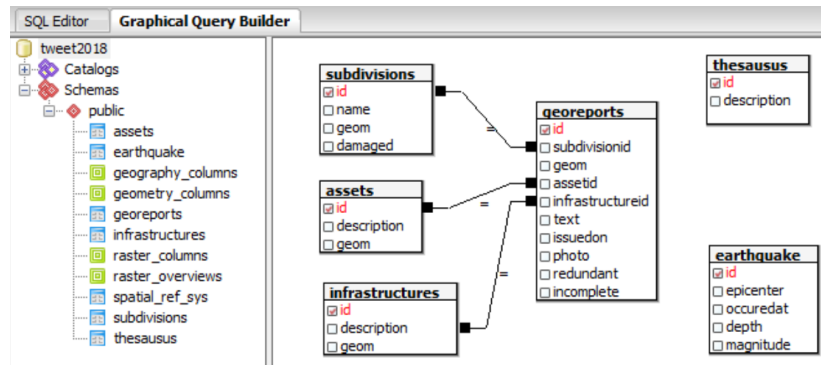 SQL Editor
Graphical Query Builder
tweet2018
Catalogs
Schemas
public
assets
earthquake
geography_columns
geometry_columns
georeports
infrastructures
raster_columns
raster_overviews
spatial_ref_sys
subdivisions
thesausus
subdivisions
id
name
geom
damaged
assets
id
description
geom
infrastructures
id
description
geom
=
=
=
georeports
id
subdivisionid
geom
assetid
infrastructureid
text
issuedon
photo
redundant
incomplete
thesausus
id
description
earthquake
id
epicenter
occuredat
depth
magnitude